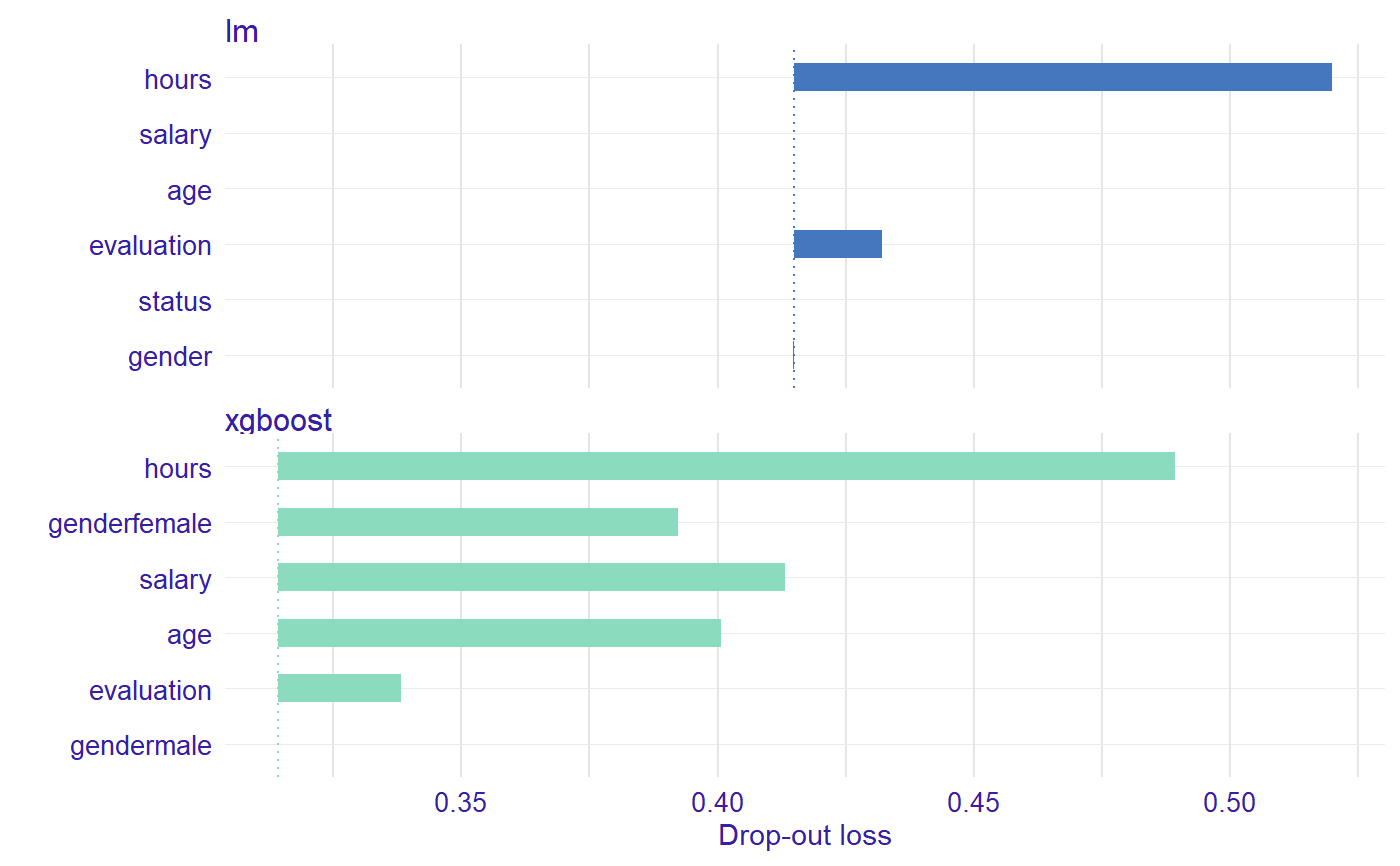 lm
hours
salary
age
evaluation
status
gender
xgboost
hours
genderfemale
salary
age
evaluation
gendermale
0.35 0.40 0.45 0.50
Drop-out loss